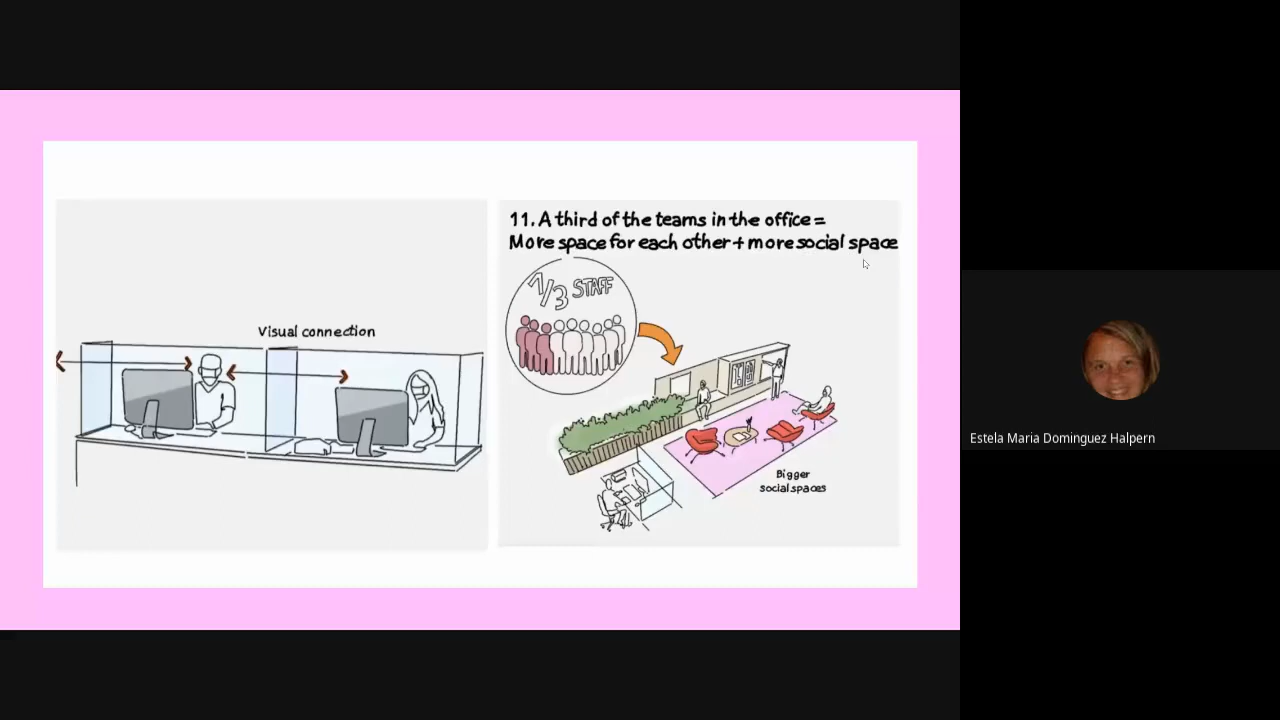 Visual connection
11. A third of the teams in the office =
More space for each other + more social space
1/3 STAFF
Bigger
social spaces
Estela Maria Dominguez Halpern